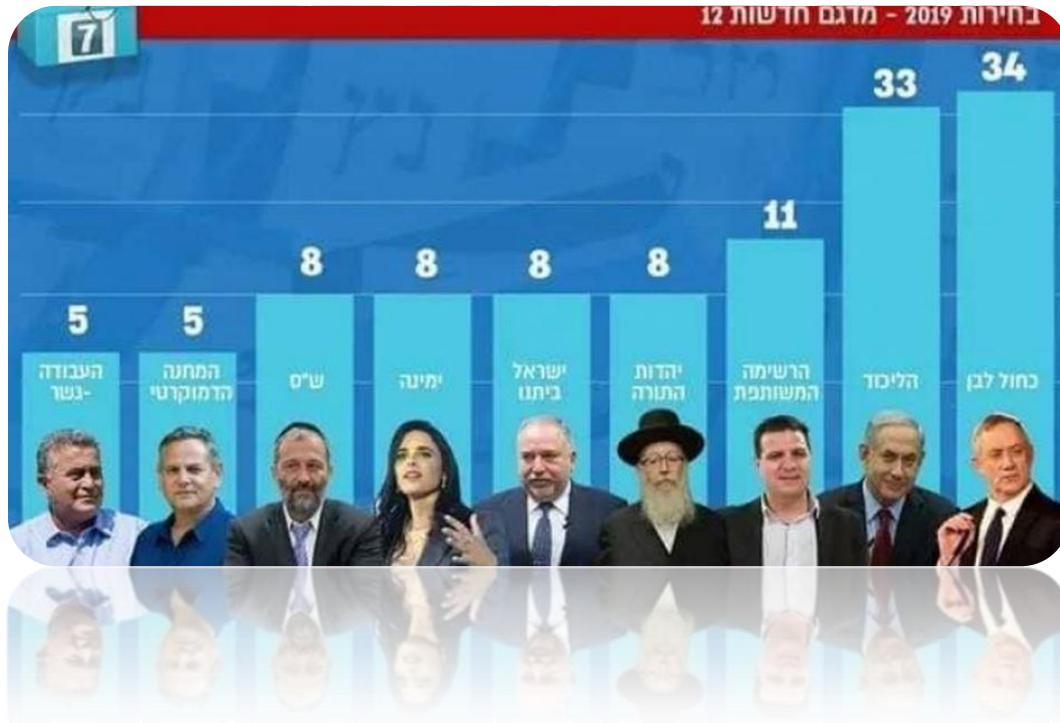 בחירות 2019 - מדגם חדשות 12
7
34
33
11
8
8
8
8
5
5
כחול לבן
הליכוד
הרשימה
המשותפת
יהדות
התורה
ישראל
ביתנו
ימינה
ש"ס
המחנה
הדמוקרטי
העבודה
-גשר